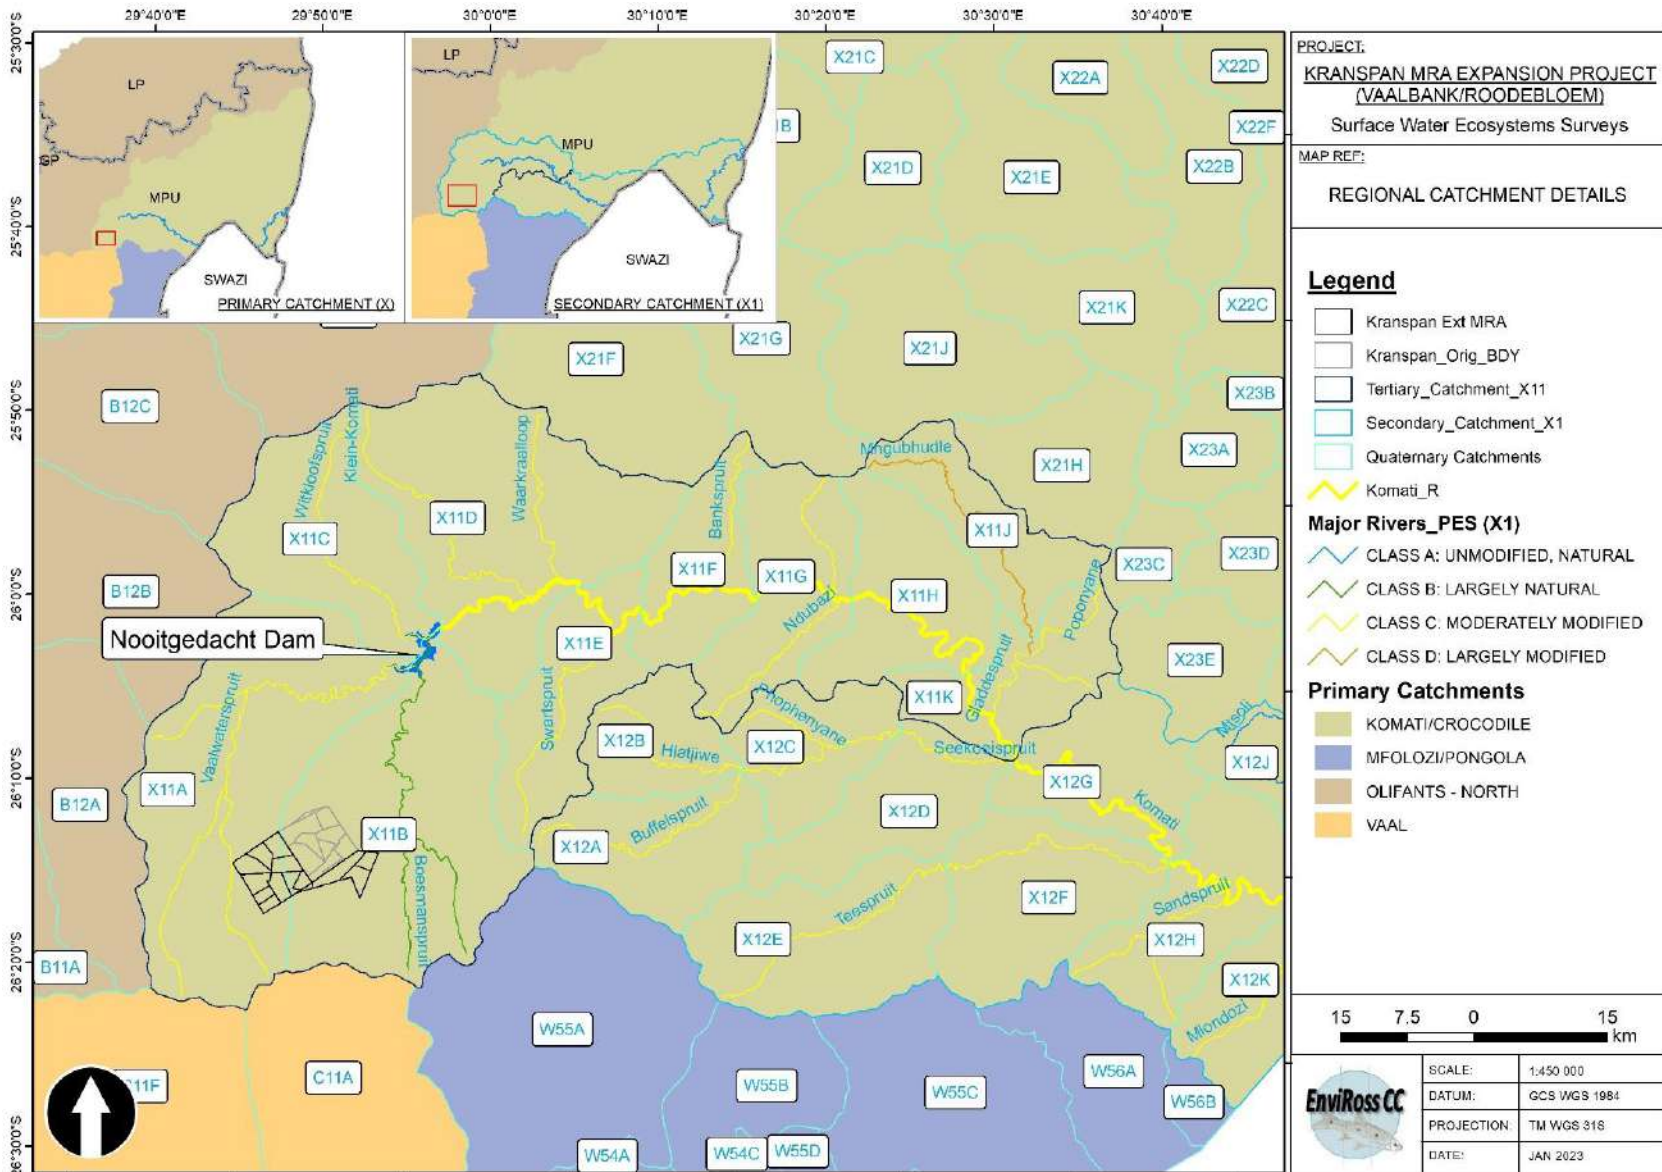 29°40'0"E 29°50'0"E 30°0'0"E 30°10'0"E 30°20'0"E 30°30'0"E 30°40'0"E
25°30'0"S
25°40'0"S
25°50'0"S
26°0'0"S
26°10'0"S
26°20'0"S
26°30'0"S
LP
GP
MPU
SWAZI
PRIMARY CATCHMENT (X)
LP
MPU
SWAZI
SECONDARY CATCHMENT (X1)
X21C
X22A
X22D
X22F
X21D
X21E
X22B
X21K
X22C
X21G
X21F
X21J
B12C
X23B
X23A
X21H
Witkloofspruit
Klein-Komati
Waarkraalloop
Bankspruit
Mngubhudle
X11C
X11D
X11J
X11F
X11G
X11H
X23C
X23D
B12B
Nooitgedacht Dam
X11E
Ndubazi
Gladdespruit
Poponyane
X23E
Vaalwaterspruit
Swartspruit
Phophenyane
X11K
Mtsoli
X12B
Hlatjiwe
X12C
Seekoeispruit
X12J
X11A
B12A
X12G
Komati
X12D
Buffelspruit
X11B
X12A
Boesmanspruit
Teespruit
X12F
Sandspruit
X12E
X12H
B11A
X12K
Mlondozi
W55A
C11A
W55B
W55C
W56A
W56B
W54A
W54C
W55D
PROJECT:
KRANSPAN MRA EXPANSION PROJECT
(VAALBANK/ROODEBLOEM)
Surface Water Ecosystems Surveys
MAP REF:
REGIONAL CATCHMENT DETAILS
Legend
Kranspan Ext MRA
Kranspan_Orig_BDY
Tertiary_Catchment_X11
Secondary_Catchment_X1
Quaternary Catchments
Komati_R
Major Rivers_PES (X1)
CLASS A: UNMODIFIED, NATURAL
CLASS B: LARGELY NATURAL
CLASS C: MODERATELY MODIFIED
CLASS D: LARGELY MODIFIED
Primary Catchments
KOMATI/CROCODILE
MFOLOZI/PONGOLA
OLIFANTS - NORTH
VAAL
15 7.5 0 15
km
EnviRoss CC
SCALE: 1:450 000
DATUM: GCS WGS 1984
PROJECTION: TM WGS 31S
DATE: JAN 2023